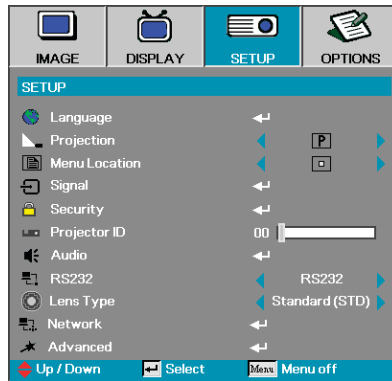 IMAGE DISPLAY SETUP OPTIONS
SETUP
Language
Projection P
Menu Location
Signal
Security
Projector ID 00
Audio
RS232 RS232
Lens Type Standard (STD)
Network
Advanced
Up / Down Select Menu Menu off